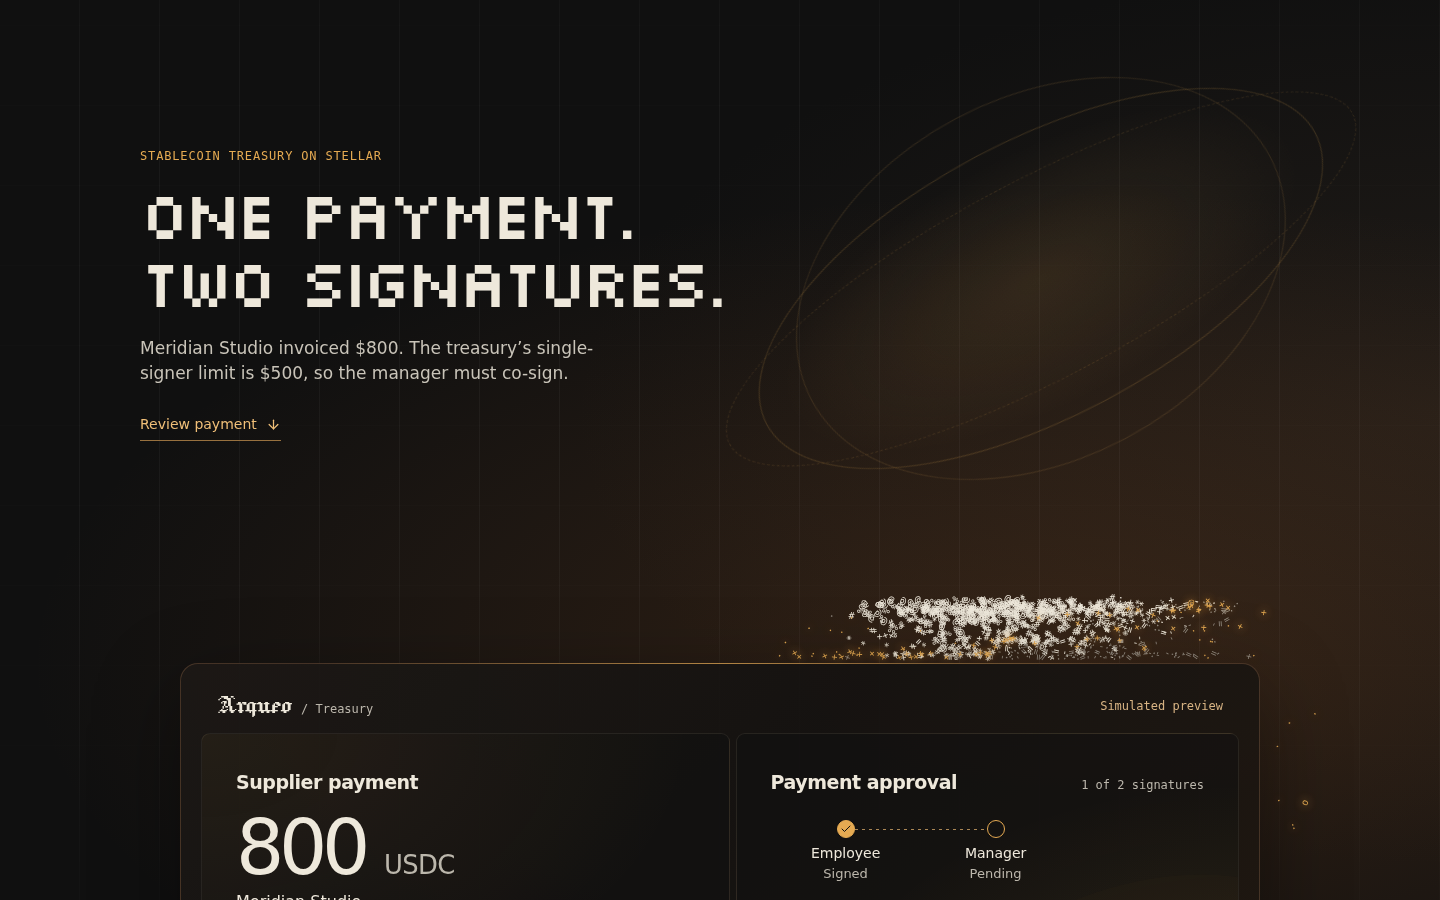 STABLECOIN TREASURY ON STELLAR
ONE PAYMENT.
TWO SIGNATURES.
Meridian Studio invoiced $800. The treasury’s single-
signer limit is $500, so the manager must co-sign.
Review payment ↓
Arqueo / Treasury
Simulated preview
Supplier payment
800 USDC
Meridian Studio
Payment approval
1 of 2 signatures
Employee
Signed
Manager
Pending